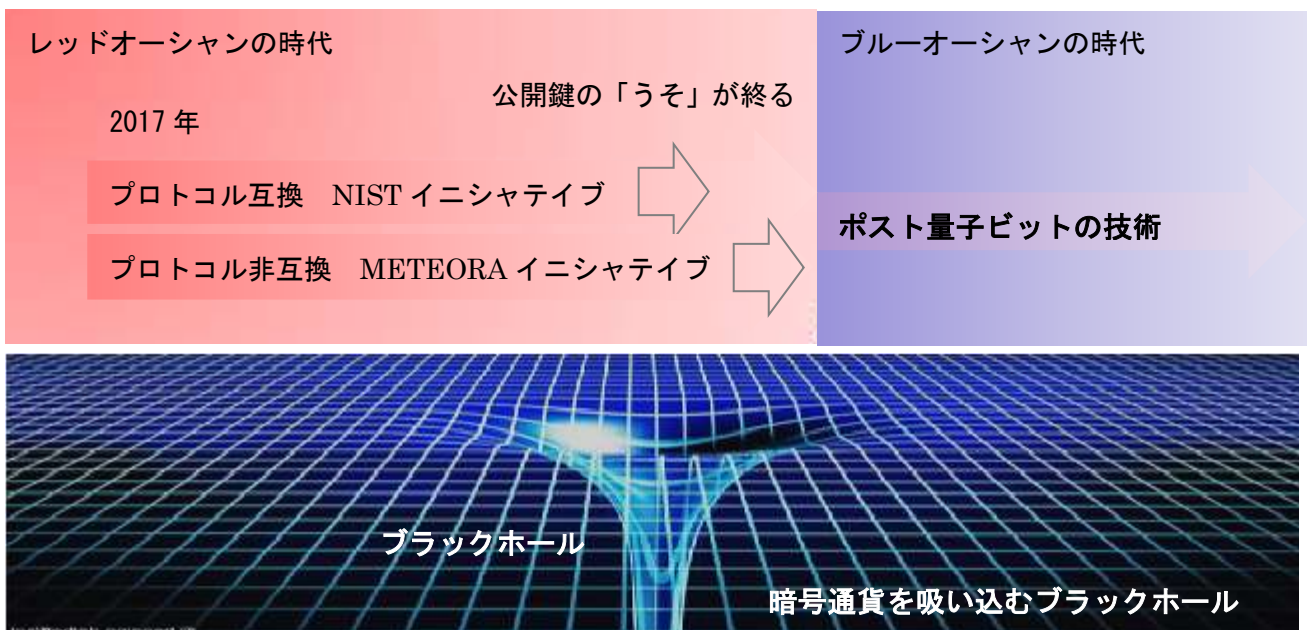 レッドオーシャンの時代
ブルーオーシャンの時代
公開鍵の「うそ」が終る
2017 年
プロトコル互換　NIST イニシャテイブ
ポスト量子ビットの技術
プロトコル非互換　METEORA イニシャテイブ
ブラックホール
暗号通貨を吸い込むブラックホール